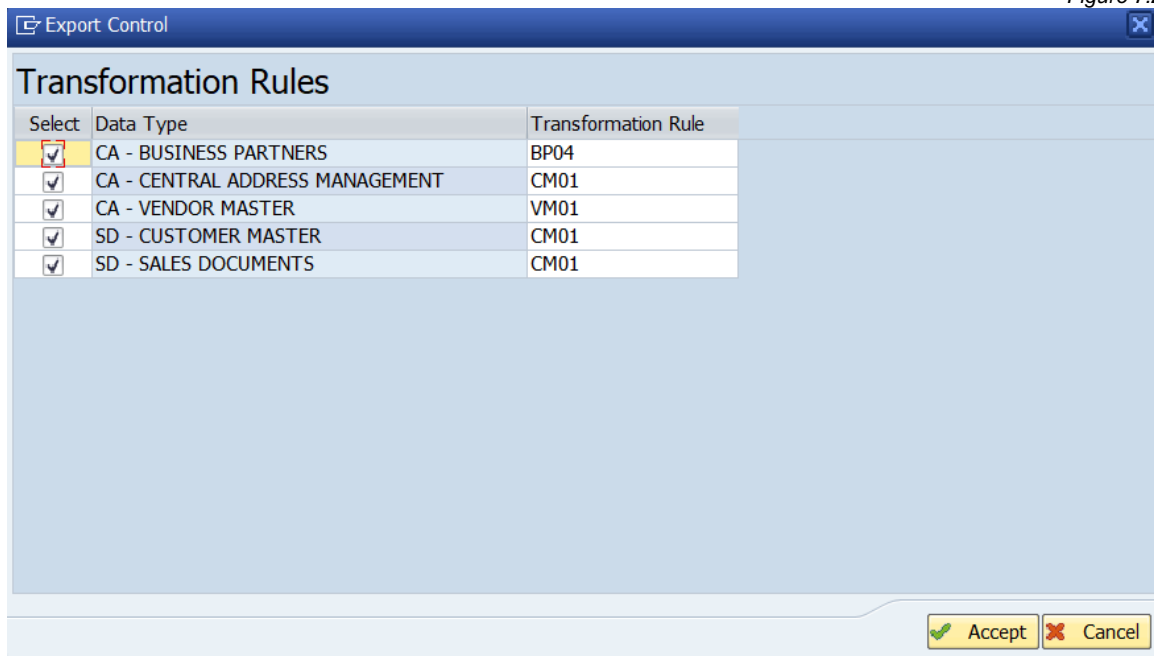 Export Control
Transformation Rules
Select Data Type Transformation Rule
CA - BUSINESS PARTNERS BP04
CA - CENTRAL ADDRESS MANAGEMENT CM01
CA - VENDOR MASTER VM01
SD - CUSTOMER MASTER CM01
SD - SALES DOCUMENTS CM01
Accept Cancel